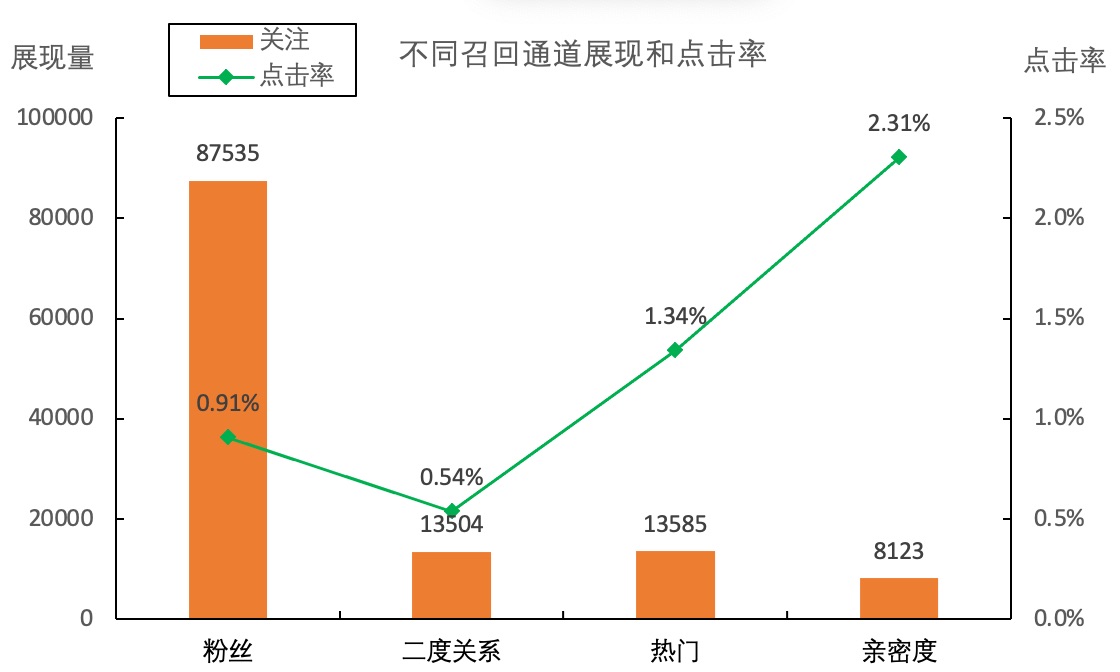 展现量
关注
点击率
不同召回通道展现和点击率
点击率
100000
80000
60000
40000
20000
0
87535
13504
13585
8123
0.91%
0.54%
1.34%
2.31%
2.5%
2.0%
1.5%
1.0%
0.5%
0.0%
粉丝
二度关系
热门
亲密度